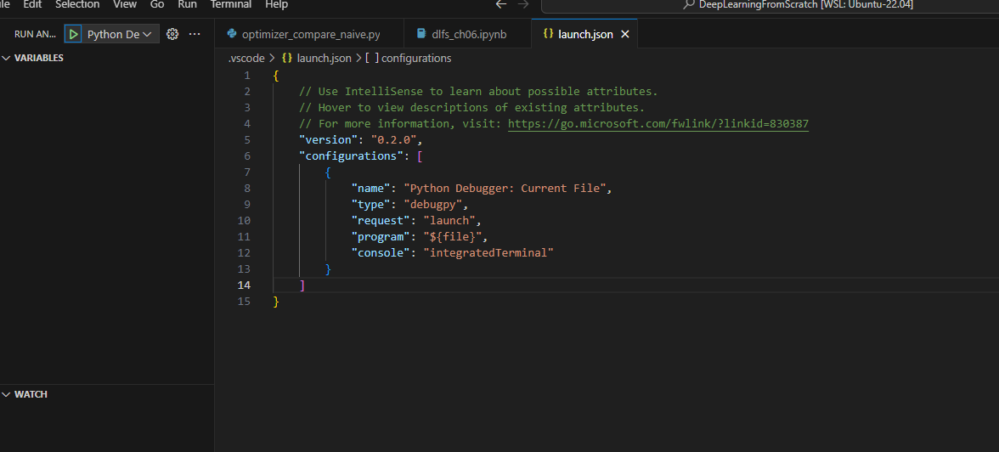 le Edit Selection View Go Run Terminal Help
DeepLearningFromScratch [WSL: Ubuntu-22.04]
RUN AN... Python De
optimizer_compare_naive.py dlfs_ch06.ipynb {} launch.json
VARIABLES
.vscode > {} launch.json > [ ] configurations
1 {
2 // Use IntelliSense to learn about possible attributes.
3 // Hover to view descriptions of existing attributes.
4 // For more information, visit: https://go.microsoft.com/fwlink/?linkid=830387
5 "version": "0.2.0",
6 "configurations": [
7 {
8 "name": "Python Debugger: Current File",
9 "type": "debugpy",
10 "request": "launch",
11 "program": "${file}",
12 "console": "integratedTerminal"
13 }
14 ]
15 }
WATCH